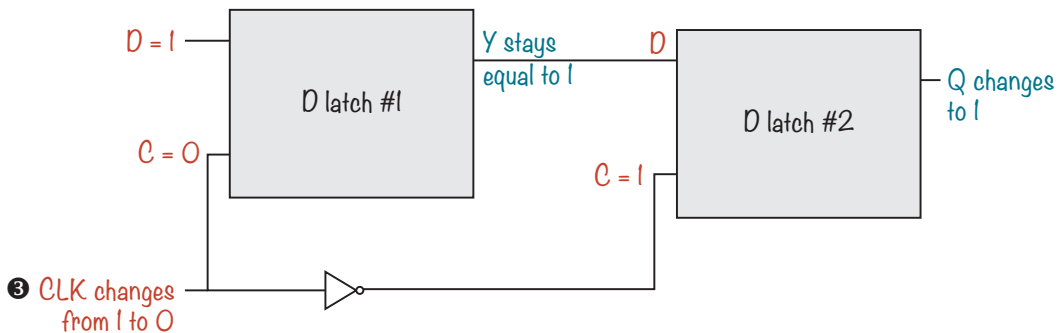 D = 1
Y stays
equal to 1
D
Q changes
to 1
D latch #1
D latch #2
C = 0
C = 1
❸ CLK changes
from 1 to 0